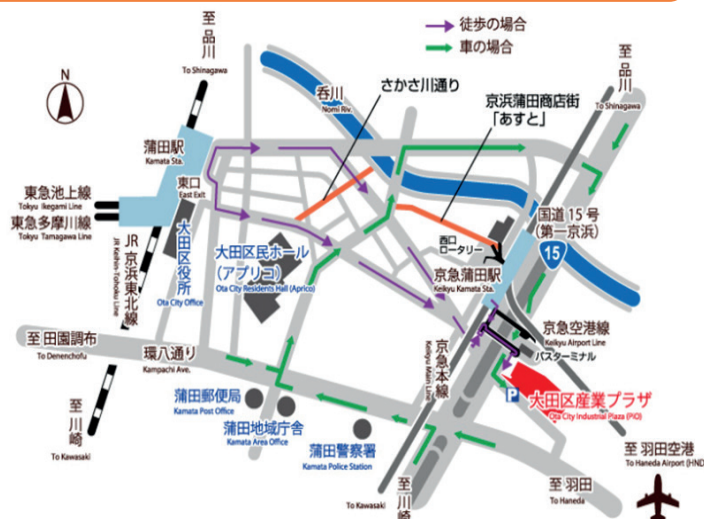 徒歩の場合
車の場合
至品川
To Shinagawa
至品川
To Shinagawa
N
呑川
Nomi Riv.
さかさ川通り
京浜蒲田商店街
「あすと」
蒲田駅
Kamata Sta.
東口
East Exit
東急池上線
Tokyu Ikegami Line
東急多摩川線
Tokyu Tamagawa Line
JR京浜東北線
JR Keihin-Tohoku Line
大田区役所
Ota City Office
大田区民ホール
（アプリコ）
Ota City Residents Hall (Aprico)
西口
ロータリー
京急蒲田駅
Keikyu Kamata Sta.
国道15号
（第一京浜）
15
京急空港線
Keikyu Airport Line
バスターミナル
至 田園調布
To Denenchofu
環八通り
Kampachi Ave.
京急本線
Keikyu Main Line
P
大田区産業プラザ
Ota City Industrial Plaza (PiO)
蒲田郵便局
Kamata Post Office
蒲田地域庁舎
Kamata Area Office
蒲田警察署
Kamata Police Station
至川崎
To Kawasaki
To Kawasaki
至川崎
至 羽田
To Haneda
至 羽田空港
To Haneda Airport (HND)